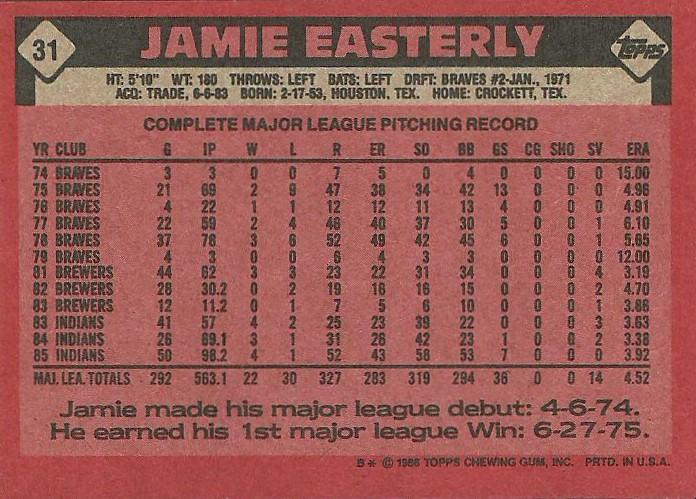 31 JAMIE EASTERLY Topps
HT: 5'10" WT: 180 THROWS: LEFT BATS: LEFT DRFT: BRAVES #2-JAN., 1971
ACQ: TRADE, 6-6-83 BORN: 2-17-53, HOUSTON, TEX. HOME: CROCKETT, TEX.
COMPLETE MAJOR LEAGUE PITCHING RECORD
YR CLUB G IP W L R ER SO BB GS CG SHO SV ERA
74 BRAVES 3 3 0 0 7 5 0 4 0 0 0 0 15.00
75 BRAVES 21 69 2 9 47 38 34 42 13 0 0 0 4.96
76 BRAVES 4 22 1 1 12 12 11 13 4 0 0 0 4.91
77 BRAVES 22 59 2 4 46 40 37 30 5 0 0 1 6.10
78 BRAVES 37 78 3 6 52 49 42 45 6 0 0 1 5.65
79 BRAVES 4 3 0 0 6 4 3 3 0 0 0 0 12.00
81 BREWERS 44 62 3 3 23 22 31 34 0 0 0 4 3.19
82 BREWERS 28 30.2 0 2 19 16 16 15 0 0 0 2 4.70
83 BREWERS 12 11.2 0 1 7 5 6 10 0 0 0 1 3.86
83 INDIANS 41 57 4 2 25 23 39 22 0 0 0 3 3.63
84 INDIANS 26 69.1 3 1 31 26 42 23 1 0 0 2 3.38
85 INDIANS 50 98.2 4 1 52 43 58 53 7 0 0 0 3.92
MAJ. LEA. TOTALS 292 563.1 22 30 327 283 319 294 36 0 0 14 4.52
Jamie made his major league debut: 4-6-74.
He earned his 1st major league Win: 6-27-75.
B* © 1986 TOPPS CHEWING GUM, INC. PRTD. IN U.S.A.